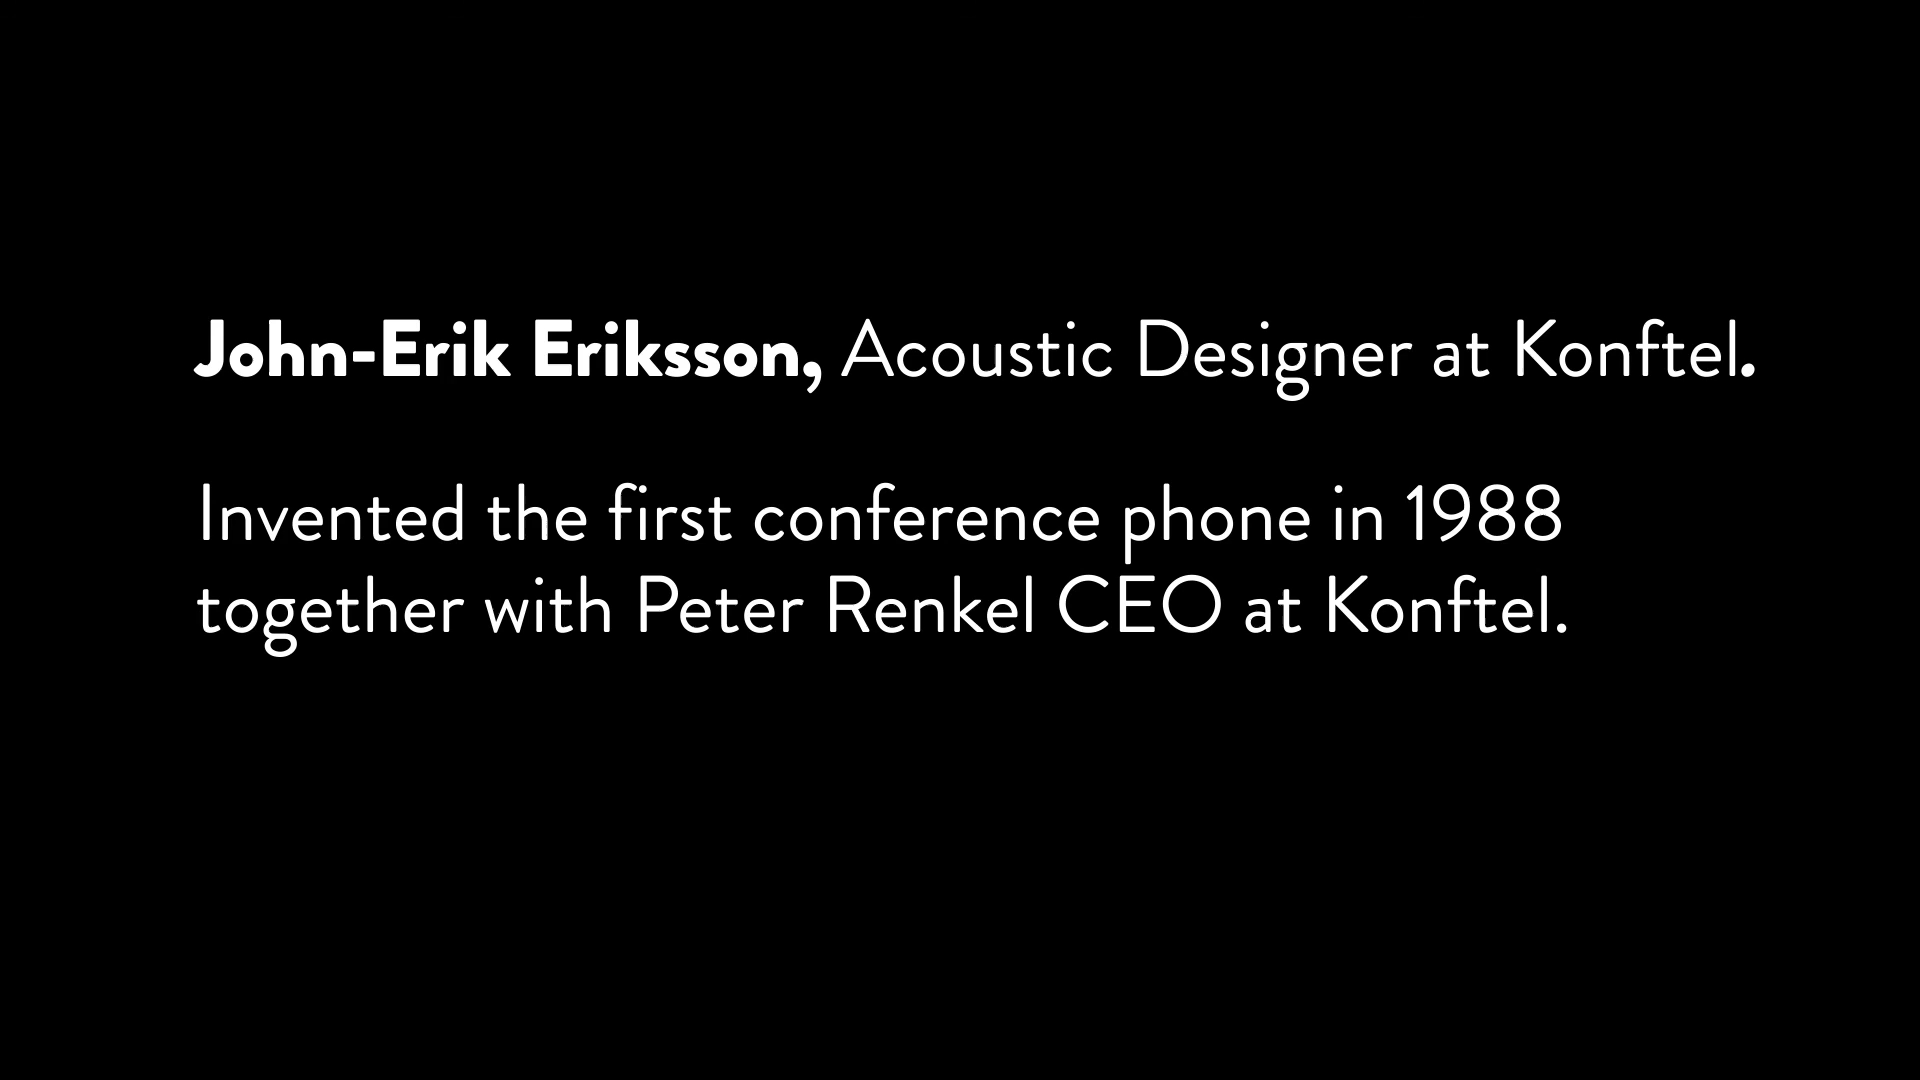 John-Erik Eriksson, Acoustic Designer at Konftel.
Invented the first conference phone in 1988
together with Peter Renkel CEO at Konftel.